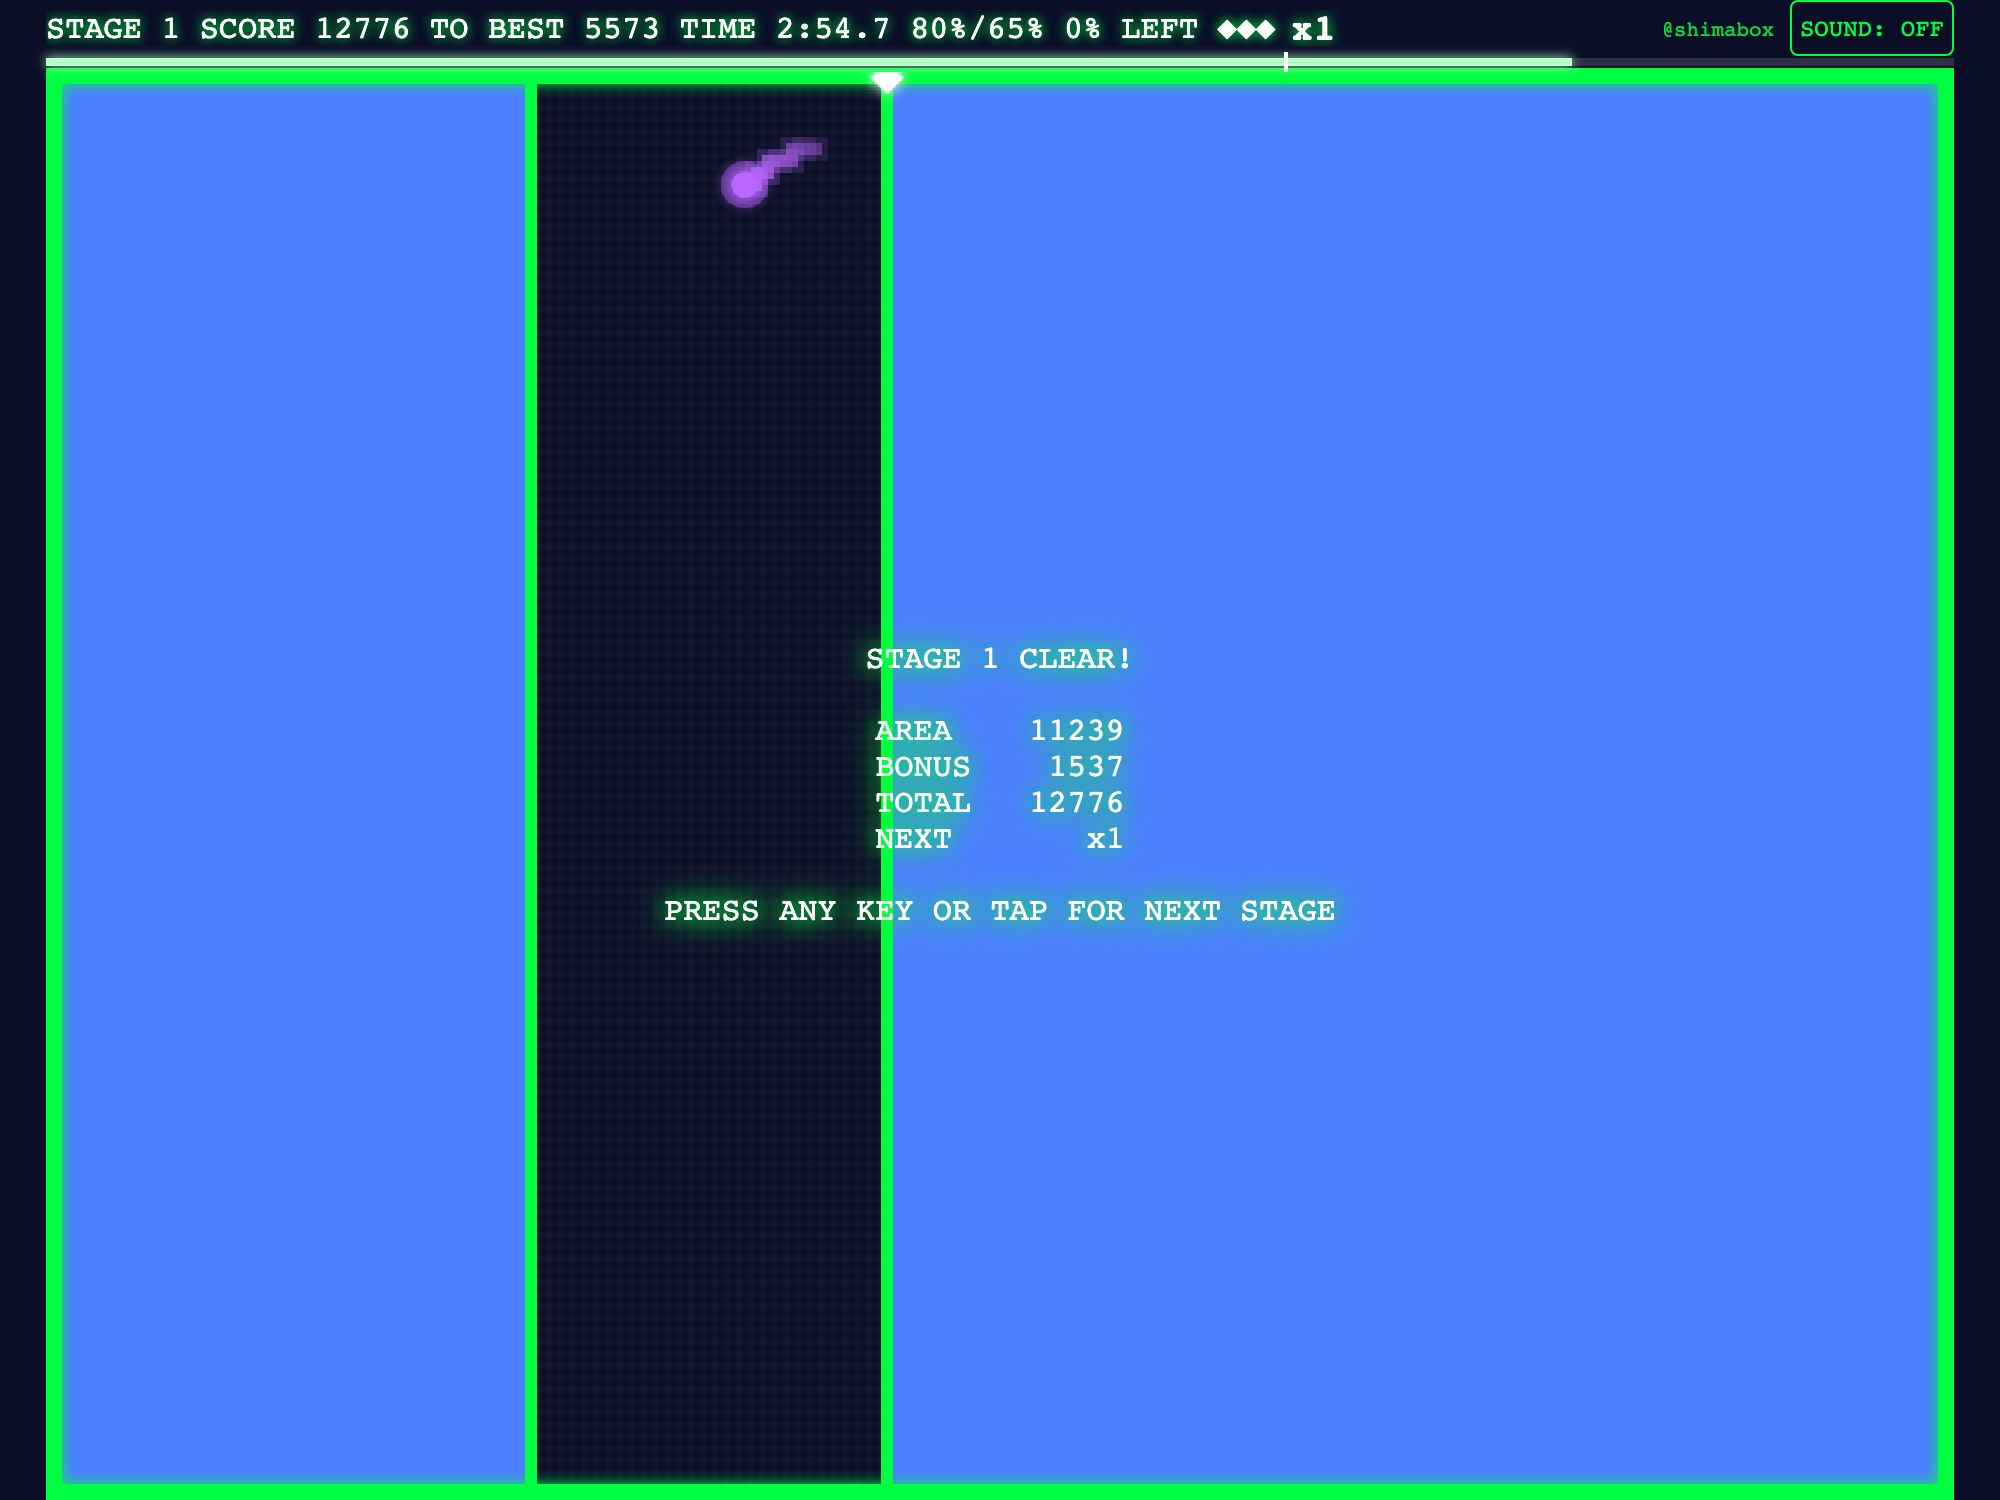 STAGE 1 SCORE 12776 TO BEST 5573 TIME 2:54.7 80%/65% 0% LEFT ◆◆◆ x1 @shimabox SOUND: OFF
STAGE 1 CLEAR!
AREA 11239
BONUS 1537
TOTAL 12776
NEXT x1
PRESS ANY KEY OR TAP FOR NEXT STAGE